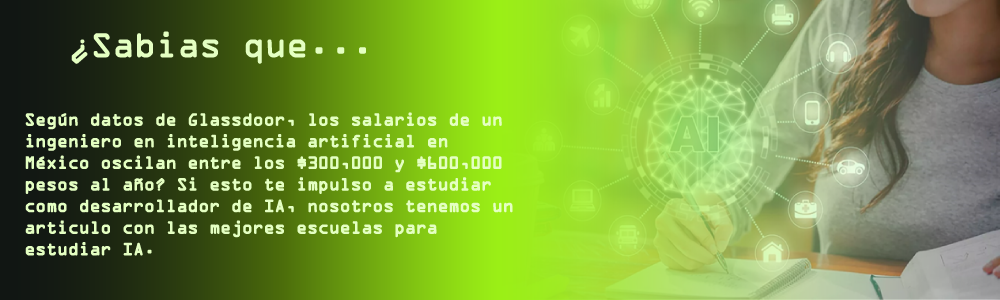 ¿Sabias que...
Según datos de Glassdoor, los salarios de un
ingeniero en inteligencia artificial en
México oscilan entre los $300,000 y $600,000
pesos al año? Si esto te impulso a estudiar
como desarrollador de IA, nosotros tenemos un
articulo con las mejores escuelas para
estudiar IA.
AI